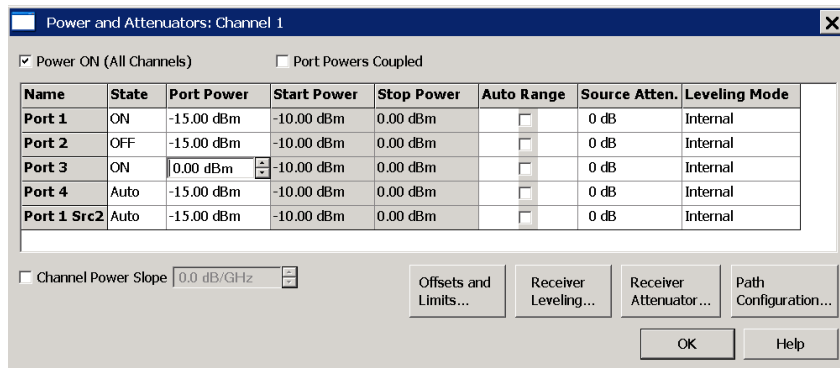 Power and Attenuators: Channel 1
Power ON (All Channels) Port Powers Coupled
Name State Port Power Start Power Stop Power Auto Range Source Atten. Leveling Mode
Port 1 ON -15.00 dBm -10.00 dBm 0.00 dBm 0 dB Internal
Port 2 OFF -15.00 dBm -10.00 dBm 0.00 dBm 0 dB Internal
Port 3 ON 0.00 dBm -10.00 dBm 0.00 dBm 0 dB Internal
Port 4 Auto -15.00 dBm -10.00 dBm 0.00 dBm 0 dB Internal
Port 1 Src2 Auto -15.00 dBm -10.00 dBm 0.00 dBm 0 dB Internal
Channel Power Slope 0.0 dB/GHz
Offsets and
Limits...
Receiver
Leveling...
Receiver
Attenuator...
Path
Configuration...
OK Help